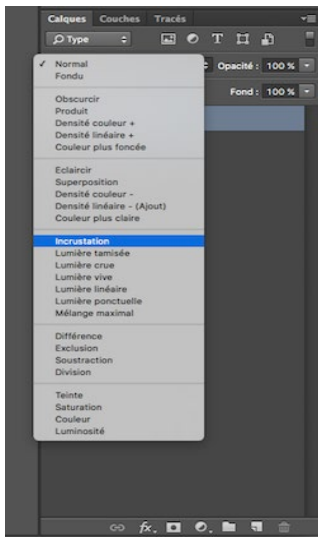 Calques Couches Tracés
Type T
Normal Opacité : 100 %
Fondu
Fond : 100 %
Obscurcir
Produit
Densité couleur +
Densité linéaire +
Couleur plus foncée
Eclaircir
Superposition
Densité couleur -
Densité linéaire - (Ajout)
Couleur plus claire
Incrustation
Lumière tamisée
Lumière crue
Lumière vive
Lumière linéaire
Lumière ponctuelle
Mélange maximal
Différence
Exclusion
Soustraction
Division
Teinte
Saturation
Couleur
Luminosité
fx.